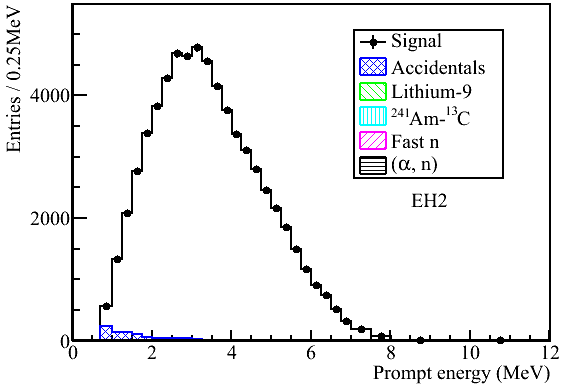 Entries / 0.25MeV
4000
2000
0
Signal
Accidentals
Lithium-9
²⁴¹Am-¹³C
Fast n
(α, n)
EH2
0 2 4 6 8 10 12
Prompt energy (MeV)